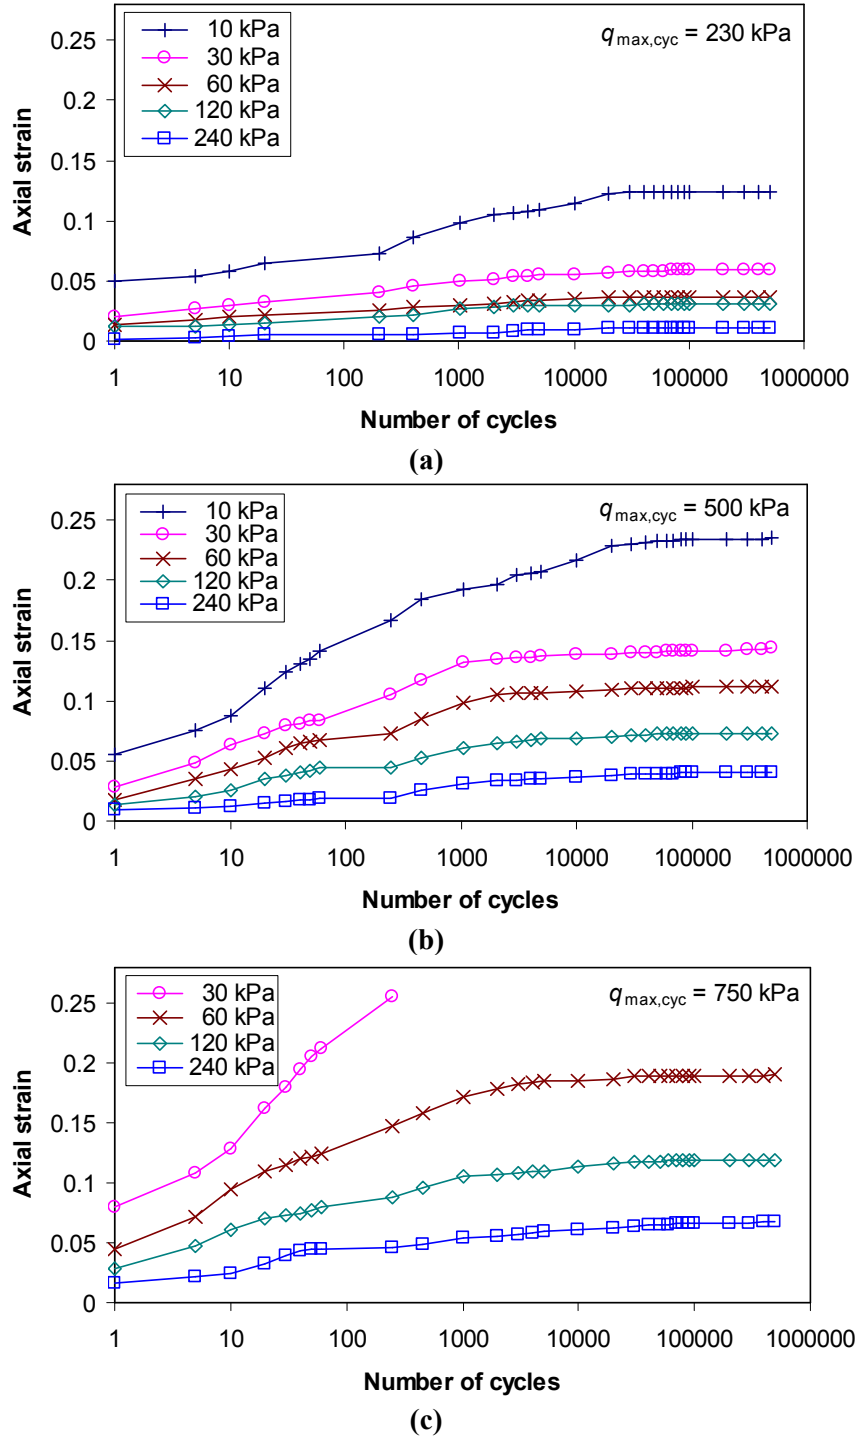 0.25
0.2
0.15
0.1
0.05
0
Axial strain
10 kPa
30 kPa
60 kPa
120 kPa
240 kPa
qmax,cyc = 230 kPa
1 10 100 1000 10000 100000 1000000
Number of cycles
(a)
0.25
0.2
0.15
0.1
0.05
0
Axial strain
10 kPa
30 kPa
60 kPa
120 kPa
240 kPa
qmax,cyc = 500 kPa
1 10 100 1000 10000 100000 1000000
Number of cycles
(b)
0.25
0.2
0.15
0.1
0.05
0
Axial strain
30 kPa
60 kPa
120 kPa
240 kPa
qmax,cyc = 750 kPa
1 10 100 1000 10000 100000 1000000
Number of cycles
(c)